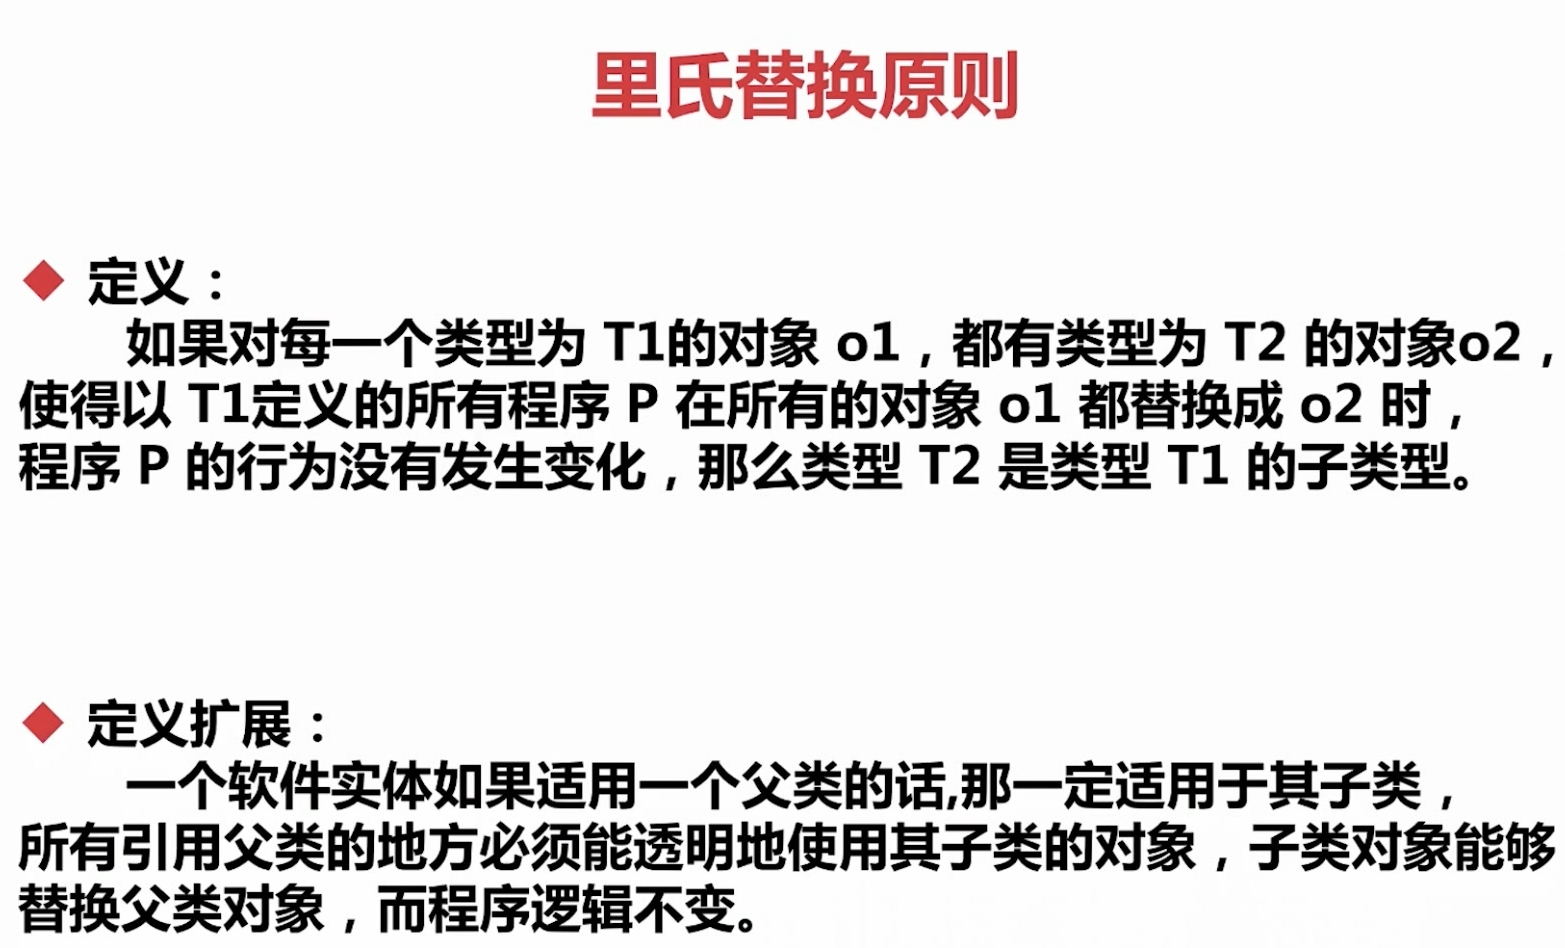 里氏替换原则
◆ 定义：
如果对每一个类型为 T1的对象 o1，都有类型为 T2 的对象o2，
使得以 T1定义的所有程序 P 在所有的对象 o1 都替换成 o2 时，
程序 P 的行为没有发生变化，那么类型 T2 是类型 T1 的子类型。
◆ 定义扩展：
一个软件实体如果适用一个父类的话,那一定适用于其子类，
所有引用父类的地方必须能透明地使用其子类的对象，子类对象能够
替换父类对象，而程序逻辑不变。